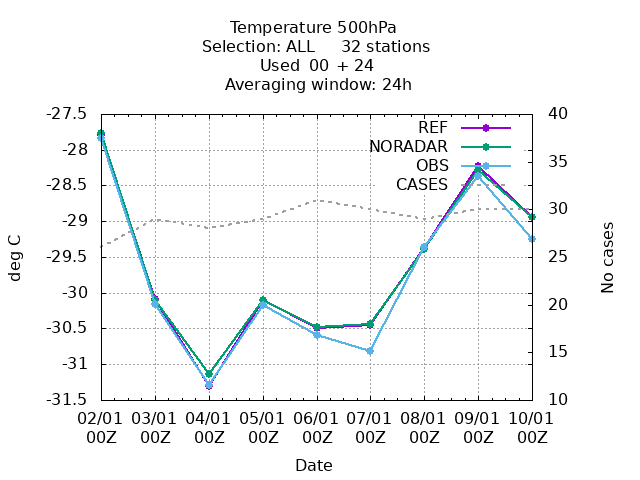 Temperature 500hPa
Selection: ALL     32 stations
Used  00 + 24
Averaging window: 24h
-27.5
-28
-28.5
-29
-29.5
-30
-30.5
-31
-31.5
40
35
30
25
20
15
10
REF
NORADAR
OBS
CASES
deg C
No cases
02/01 03/01 04/01 05/01 06/01 07/01 08/01 09/01 10/01
00Z 00Z 00Z 00Z 00Z 00Z 00Z 00Z 00Z
Date